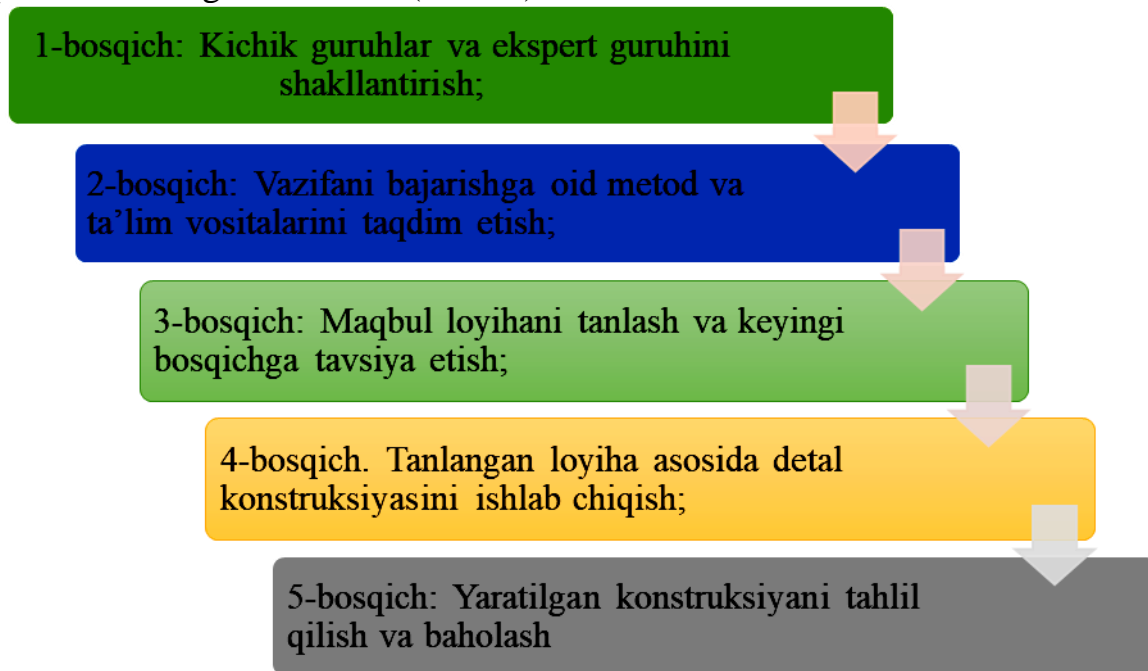 1-bosqich: Kichik guruhlar va ekspert guruhini
shakllantirish;
2-bosqich: Vazifani bajarishga oid metod va
ta’lim vositalarini taqdim etish;
3-bosqich: Maqbul loyihani tanlash va keyingi
bosqichga tavsiya etish;
4-bosqich. Tanlangan loyiha asosida detal
konstruksiyasini ishlab chiqish;
5-bosqich: Yaratilgan konstruksiyani tahlil
qilish va baholash